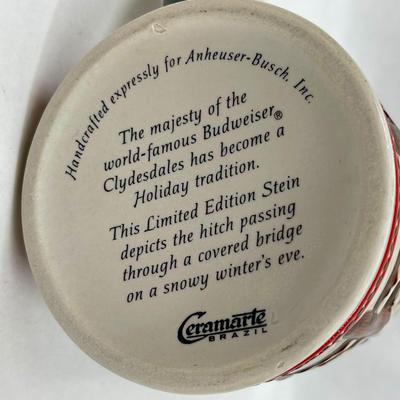 Handcrafted expressly for Anheuser-Busch, Inc.
The majesty of the
world-famous Budweiser®
Clydesdales has become a
Holiday tradition.
This Limited Edition Stein
depicts the hitch passing
through a covered bridge
on a snowy winter's eve.
Ceramarte
BRAZIL